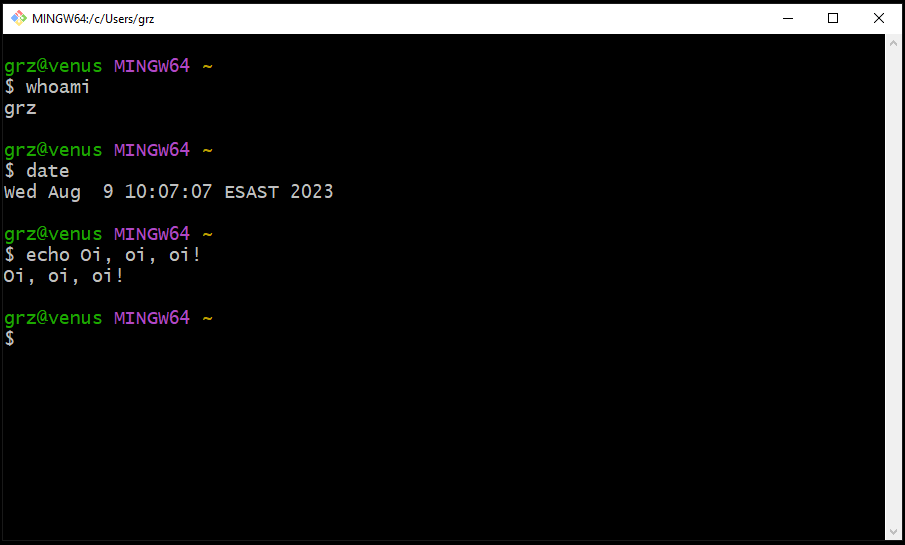 MINGW64:/c/Users/grz
grz@venus MINGW64 ~
$ whoami
grz
grz@venus MINGW64 ~
$ date
Wed Aug  9 10:07:07 ESAST 2023
grz@venus MINGW64 ~
$ echo Oi, oi, oi!
Oi, oi, oi!
grz@venus MINGW64 ~
$